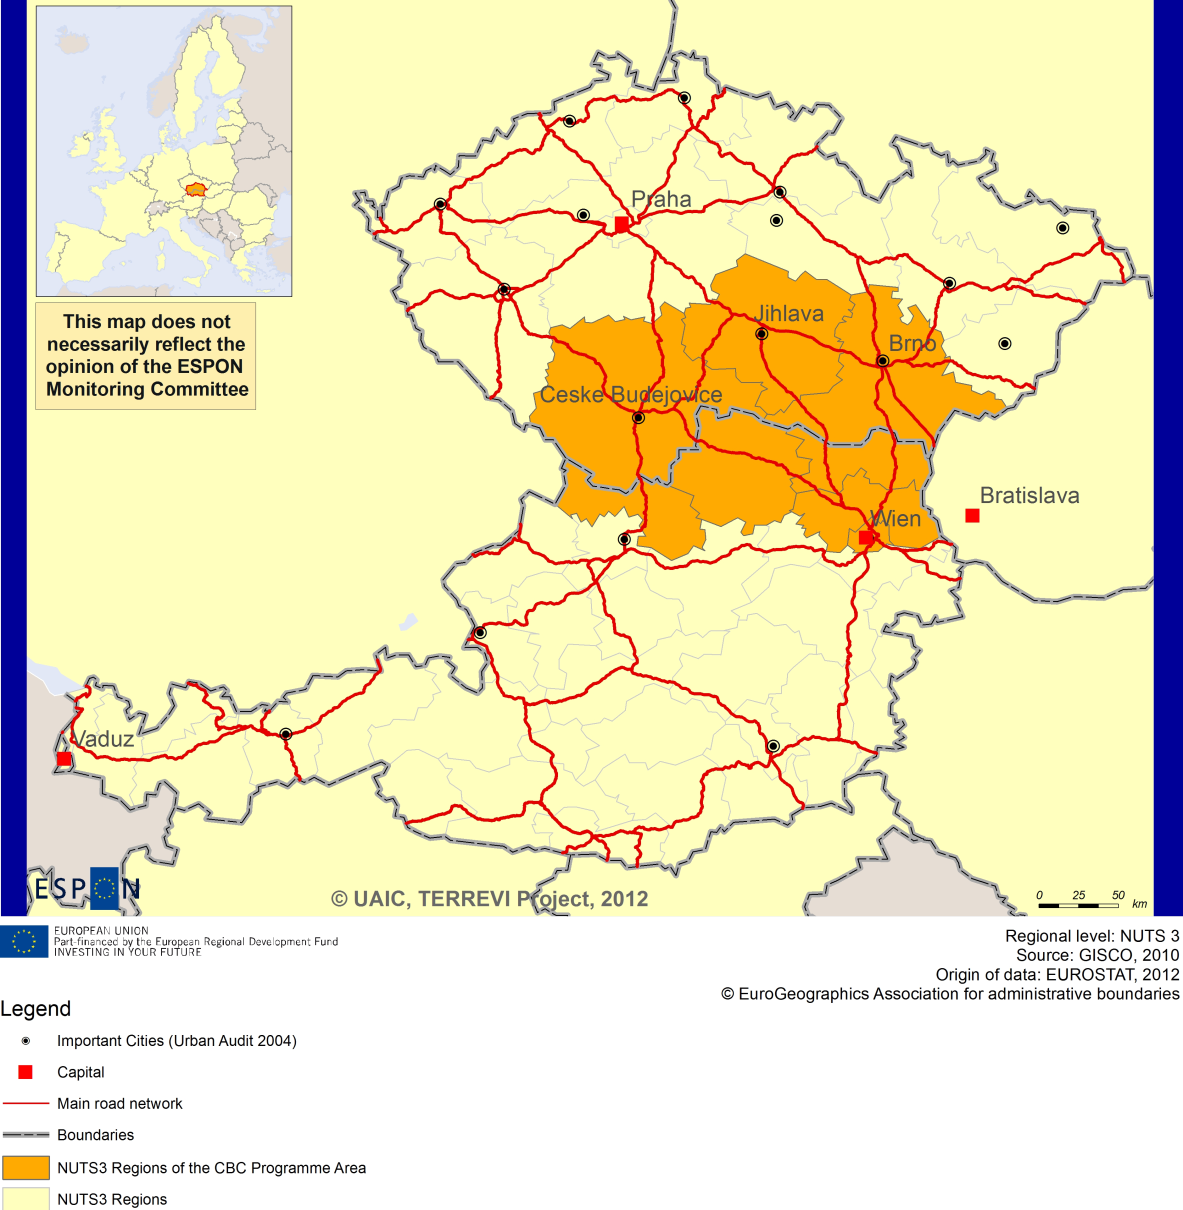 This map does not
necessarily reflect the
opinion of the ESPON
Monitoring Committee
Praha
Jihlava
Brno
Ceske Budejovice
Bratislava
Wien
Vaduz
ESPON
© UAIC, TERREVI Project, 2012
0 25 50
km
EUROPEAN UNION
Part-financed by the European Regional Development Fund
INVESTING IN YOUR FUTURE
Regional level: NUTS 3
Source: GISCO, 2010
Origin of data: EUROSTAT, 2012
© EuroGeographics Association for administrative boundaries
Legend
Important Cities (Urban Audit 2004)
Capital
Main road network
Boundaries
NUTS3 Regions of the CBC Programme Area
NUTS3 Regions